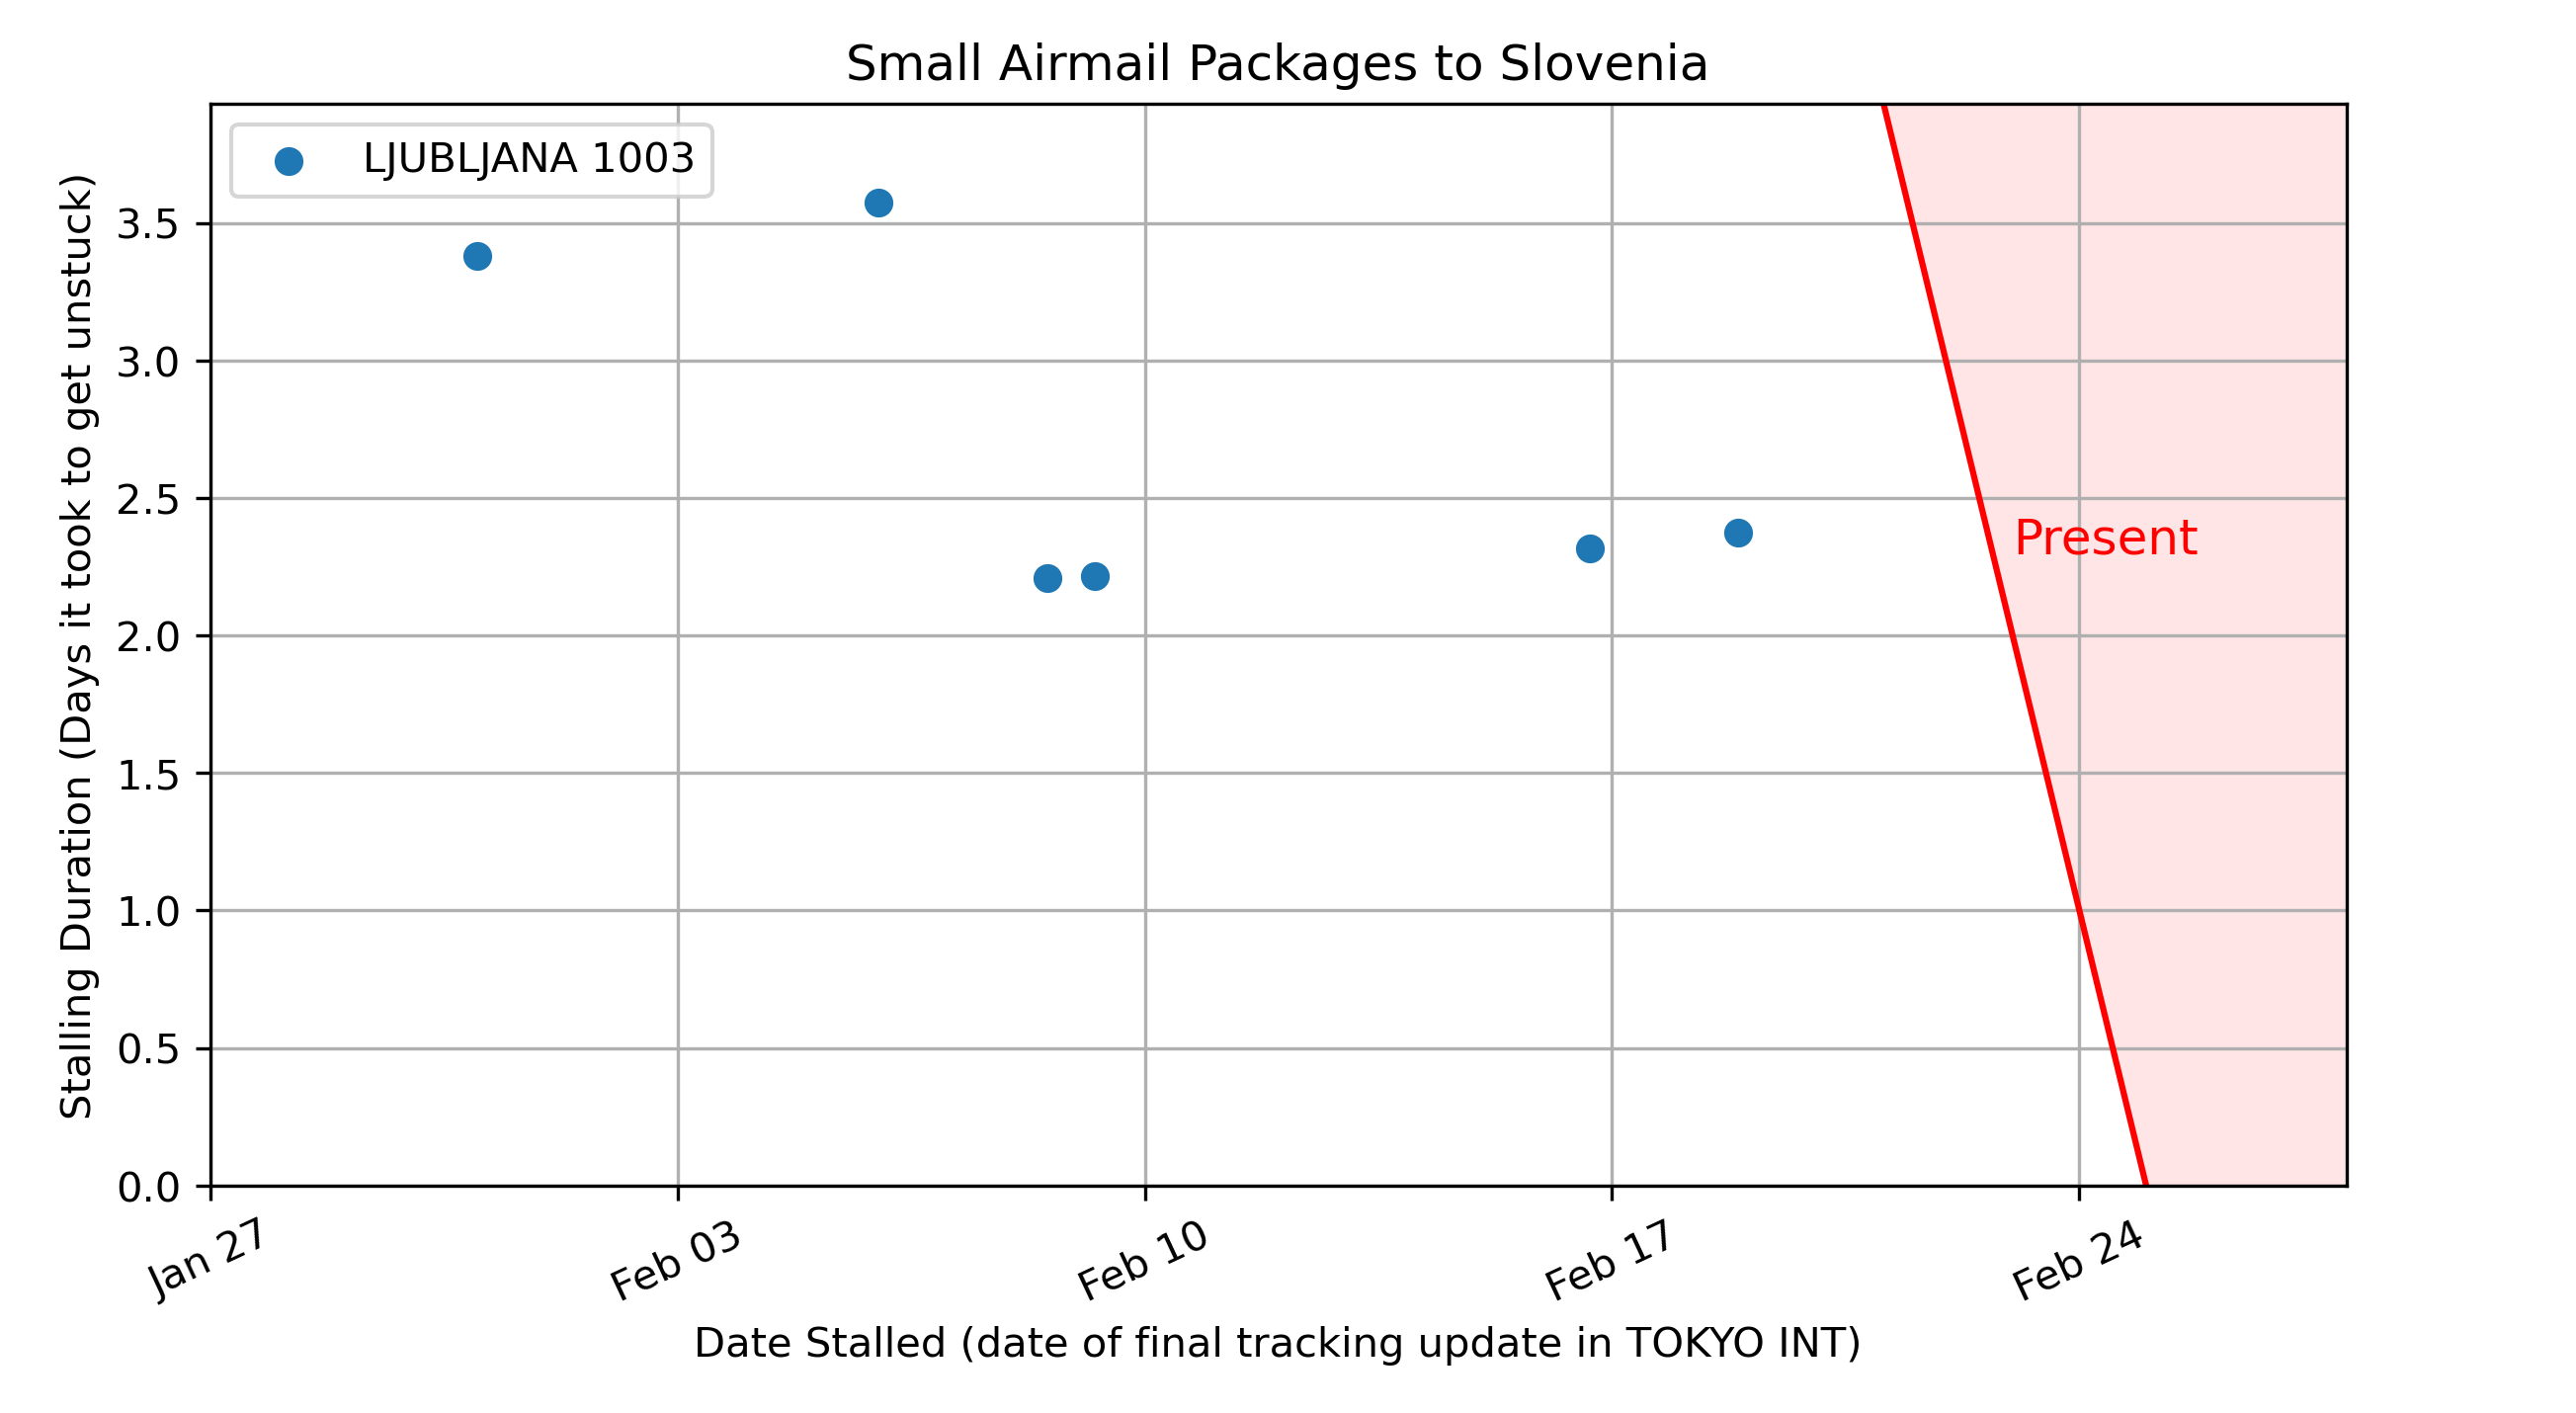 Small Airmail Packages to Slovenia
LJUBLJANA 1003
Stalling Duration (Days it took to get unstuck)
3.5
3.0
2.5
2.0
1.5
1.0
0.5
0.0
Present
Jan 27
Feb 03
Feb 10
Feb 17
Feb 24
Date Stalled (date of final tracking update in TOKYO INT)